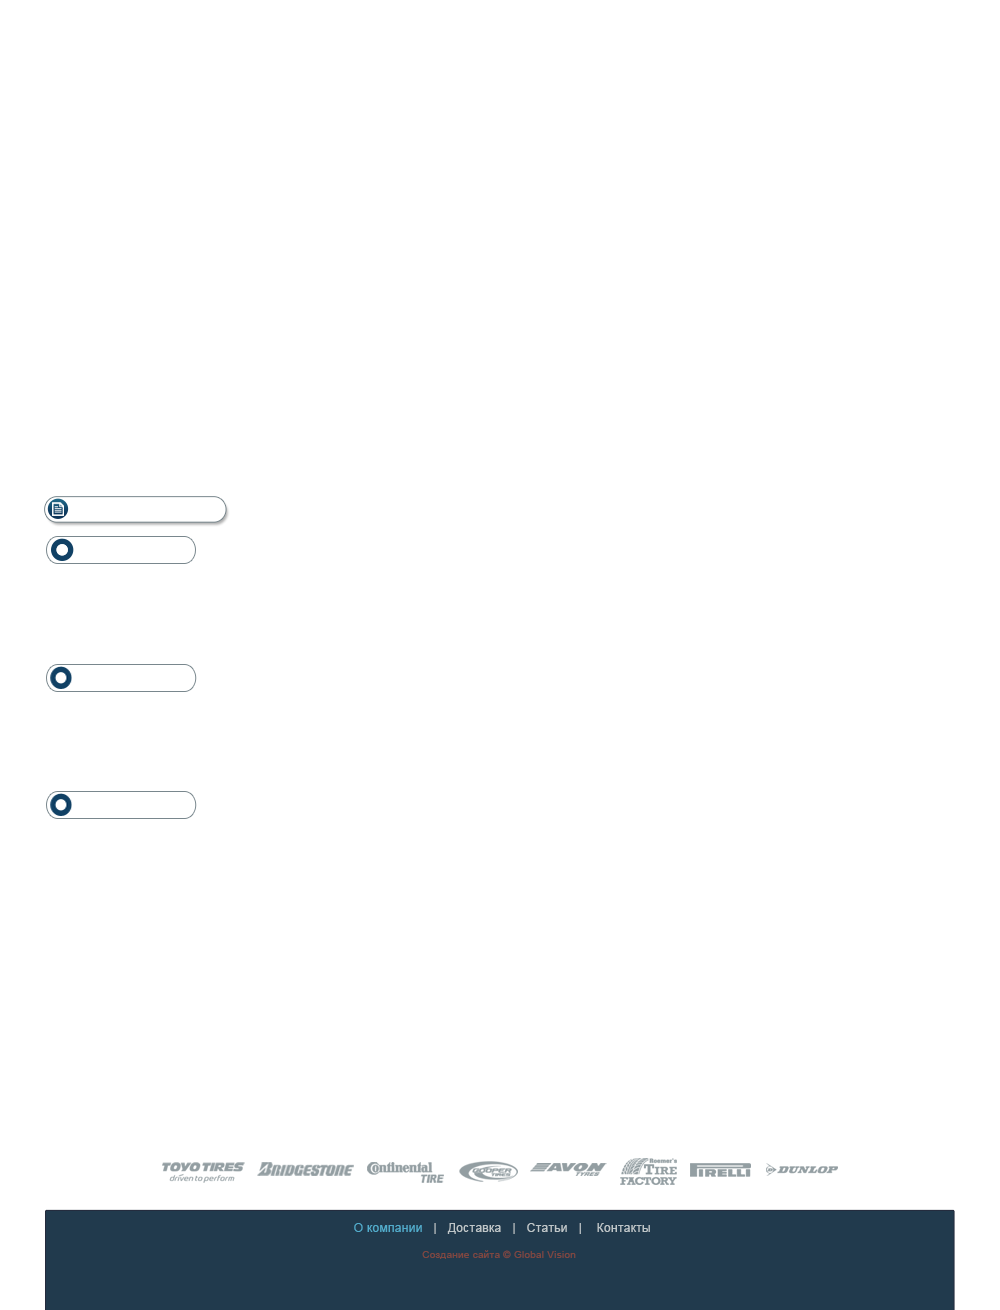 TOYO TIRES BRIDGESTONE Continental COOPER AVON Roemer's PIRELLI DUNLOP
driven to perform TIRE TIRES TYRES TIRE
FACTORY
О компании | Доставка | Статьи | Контакты
Создание сайта © Global Vision